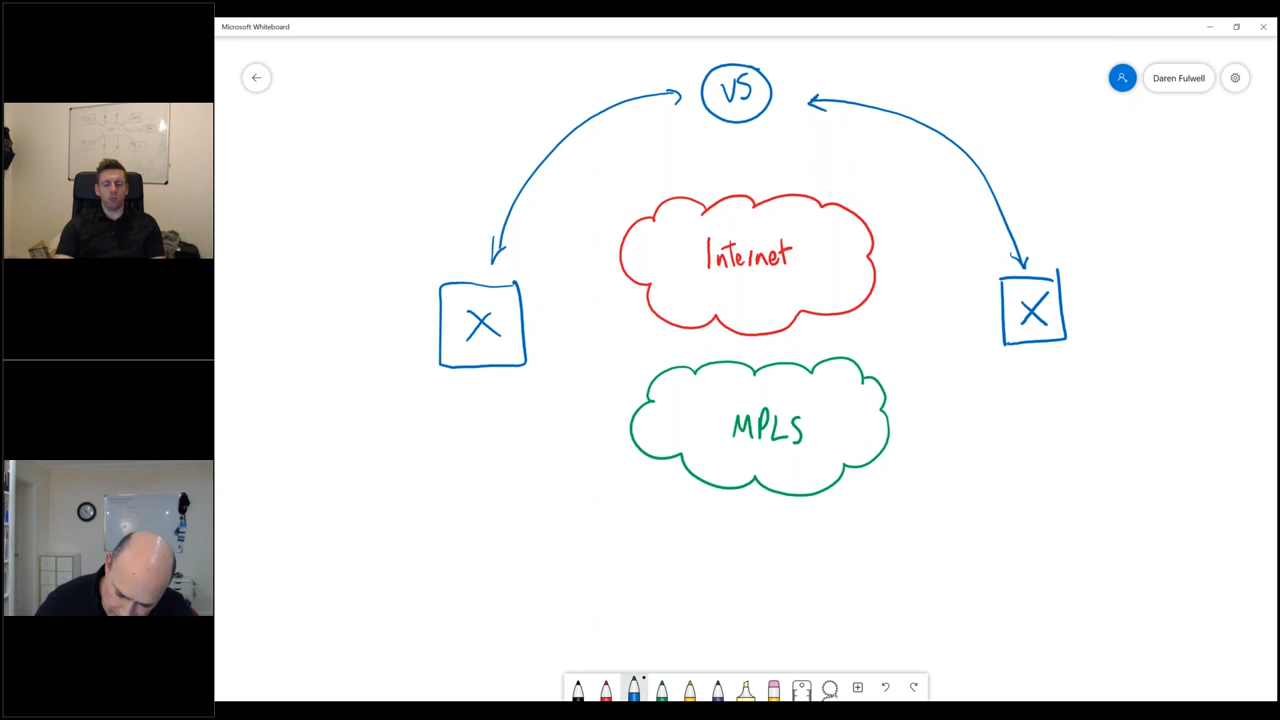 Microsoft Whiteboard
Daren Fulwell
VS
Internet
X
X
MPLS